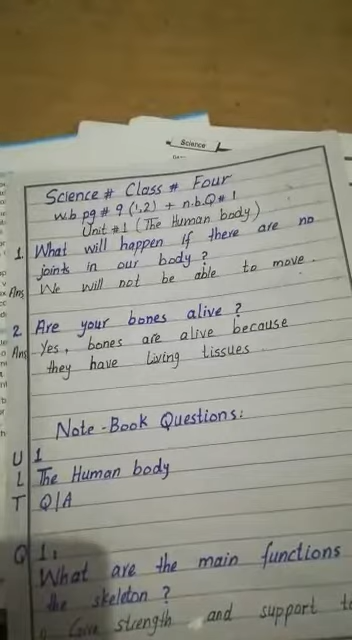 Science
Science # Class # Four
w.b pg # 9 (1,2) + n.b.Q # 1
Unit # 1 (The Human body)
1. What will happen if there are no
joints in our body?
Ans We will not be able to move.
2 Are your bones alive?
Ans Yes, bones are alive because
they have living tissues
Note-Book Questions:
U 1
L The Human body
T Q/A
Q 1:
What are the main functions
the skeleton?
Give strength and support to